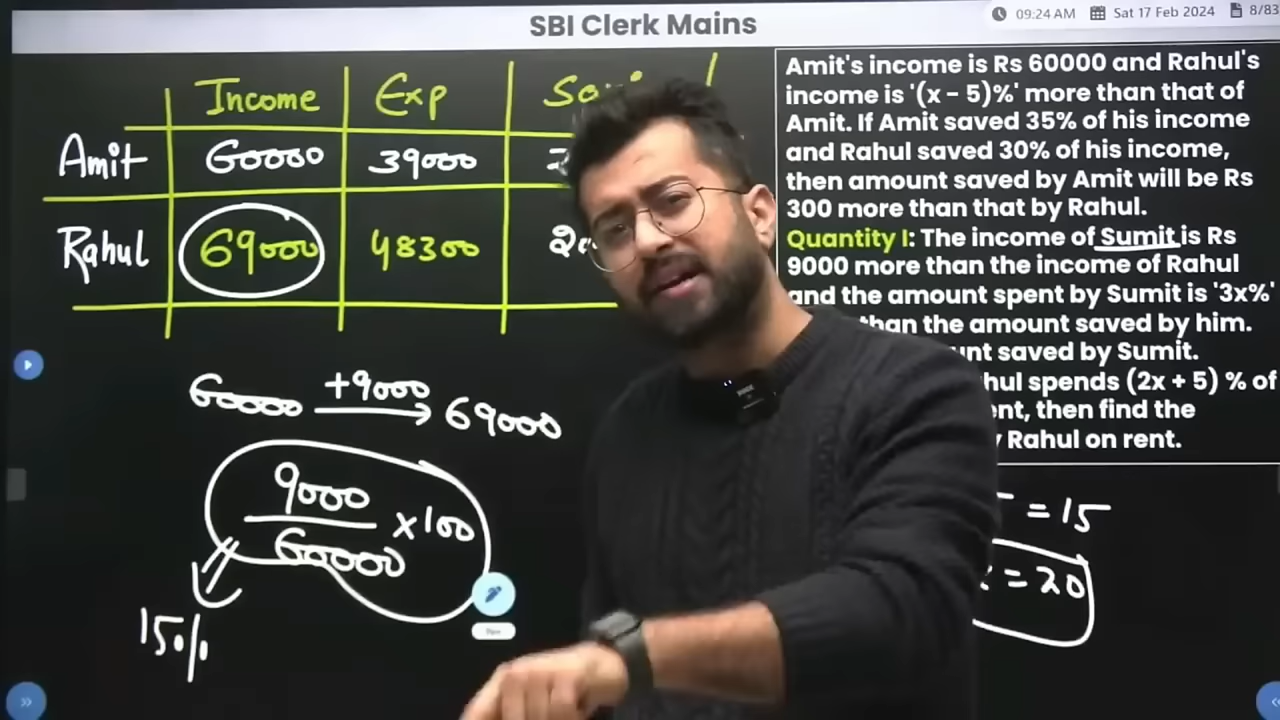 SBI Clerk Mains
09:24 AM Sat 17 Feb 2024 8/83
Income Exp
Amit 60000 39000
Rahul 69000 48300
60000 +9000 69000
9000
60000 ×100
15%
Amit's income is Rs 60000 and Rahul's
income is '(x - 5)%' more than that of
Amit. If Amit saved 35% of his income
and Rahul saved 30% of his income,
then amount saved by Amit will be Rs
300 more than that by Rahul.
Quantity I: The income of Sumit is Rs
9000 more than the income of Rahul
and the amount spent by Sumit is '3x%'
than the amount saved by him.
saved by Sumit.
spends (2x + 5) % of
then find the
Rahul on rent.
= 15
= 20